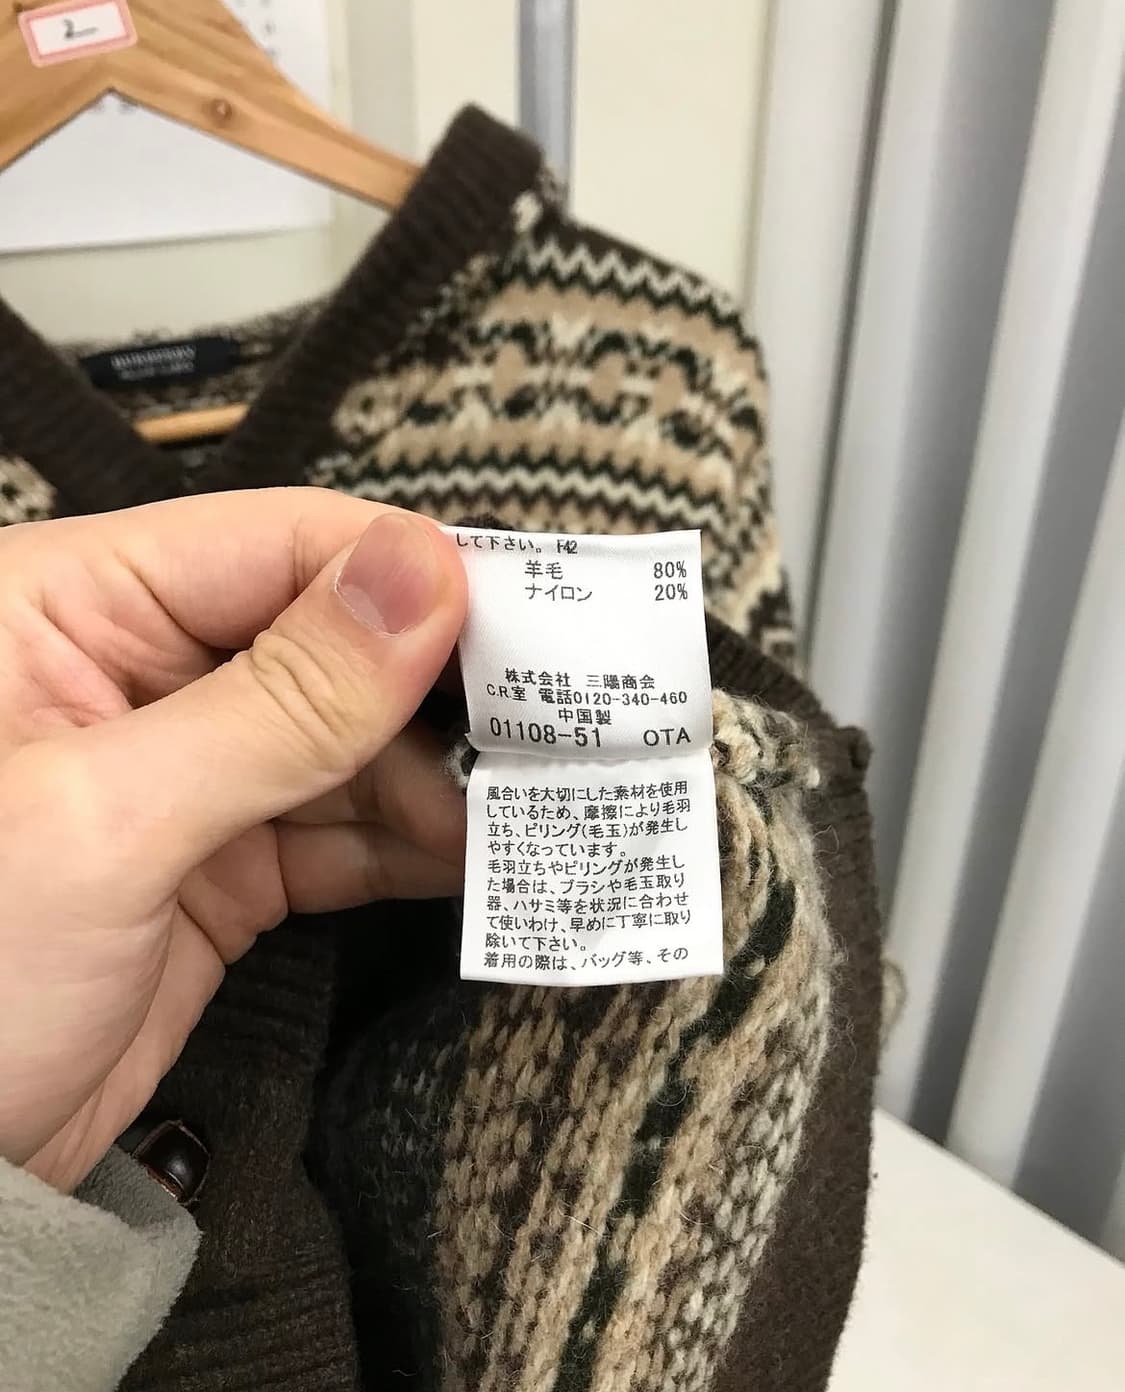 2
BURBERRY
して下さい。 F42
羊毛 80%
ナイロン 20%
株式会社 三陽商会
C.R.室 電話0120-340-460
中国製
01108-51 OTA
風合いを大切にした素材を使用
しているため、摩擦により毛羽
立ち、ピリング(毛玉)が発生し
やすくなっています。
毛羽立ちやピリングが発生し
た場合は、ブラシや毛玉取り
器、ハサミ等を状況に合わせ
て使いわけ、早めに丁寧に取り
除いて下さい。
着用の際は、バッグ等、その